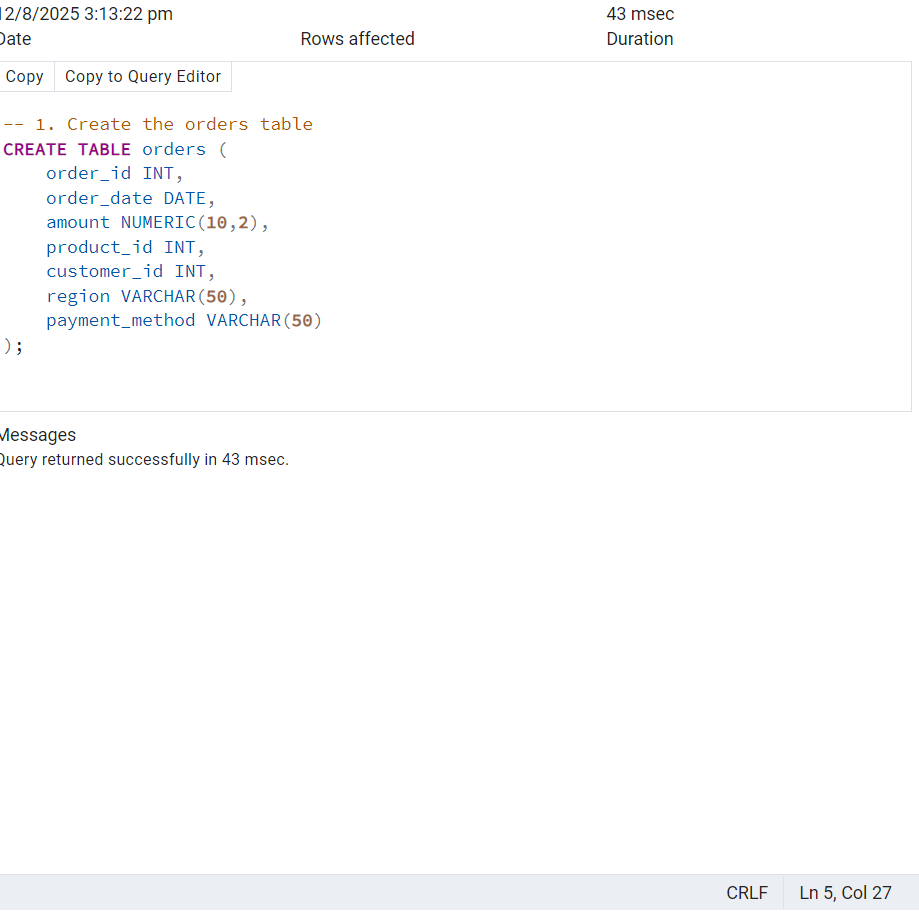 12/8/2025 3:13:22 pm 43 msec
Date Rows affected Duration
Copy Copy to Query Editor
-- 1. Create the orders table
CREATE TABLE orders (
    order_id INT,
    order_date DATE,
    amount NUMERIC(10,2),
    product_id INT,
    customer_id INT,
    region VARCHAR(50),
    payment_method VARCHAR(50)
);
Messages
Query returned successfully in 43 msec.
CRLF Ln 5, Col 27